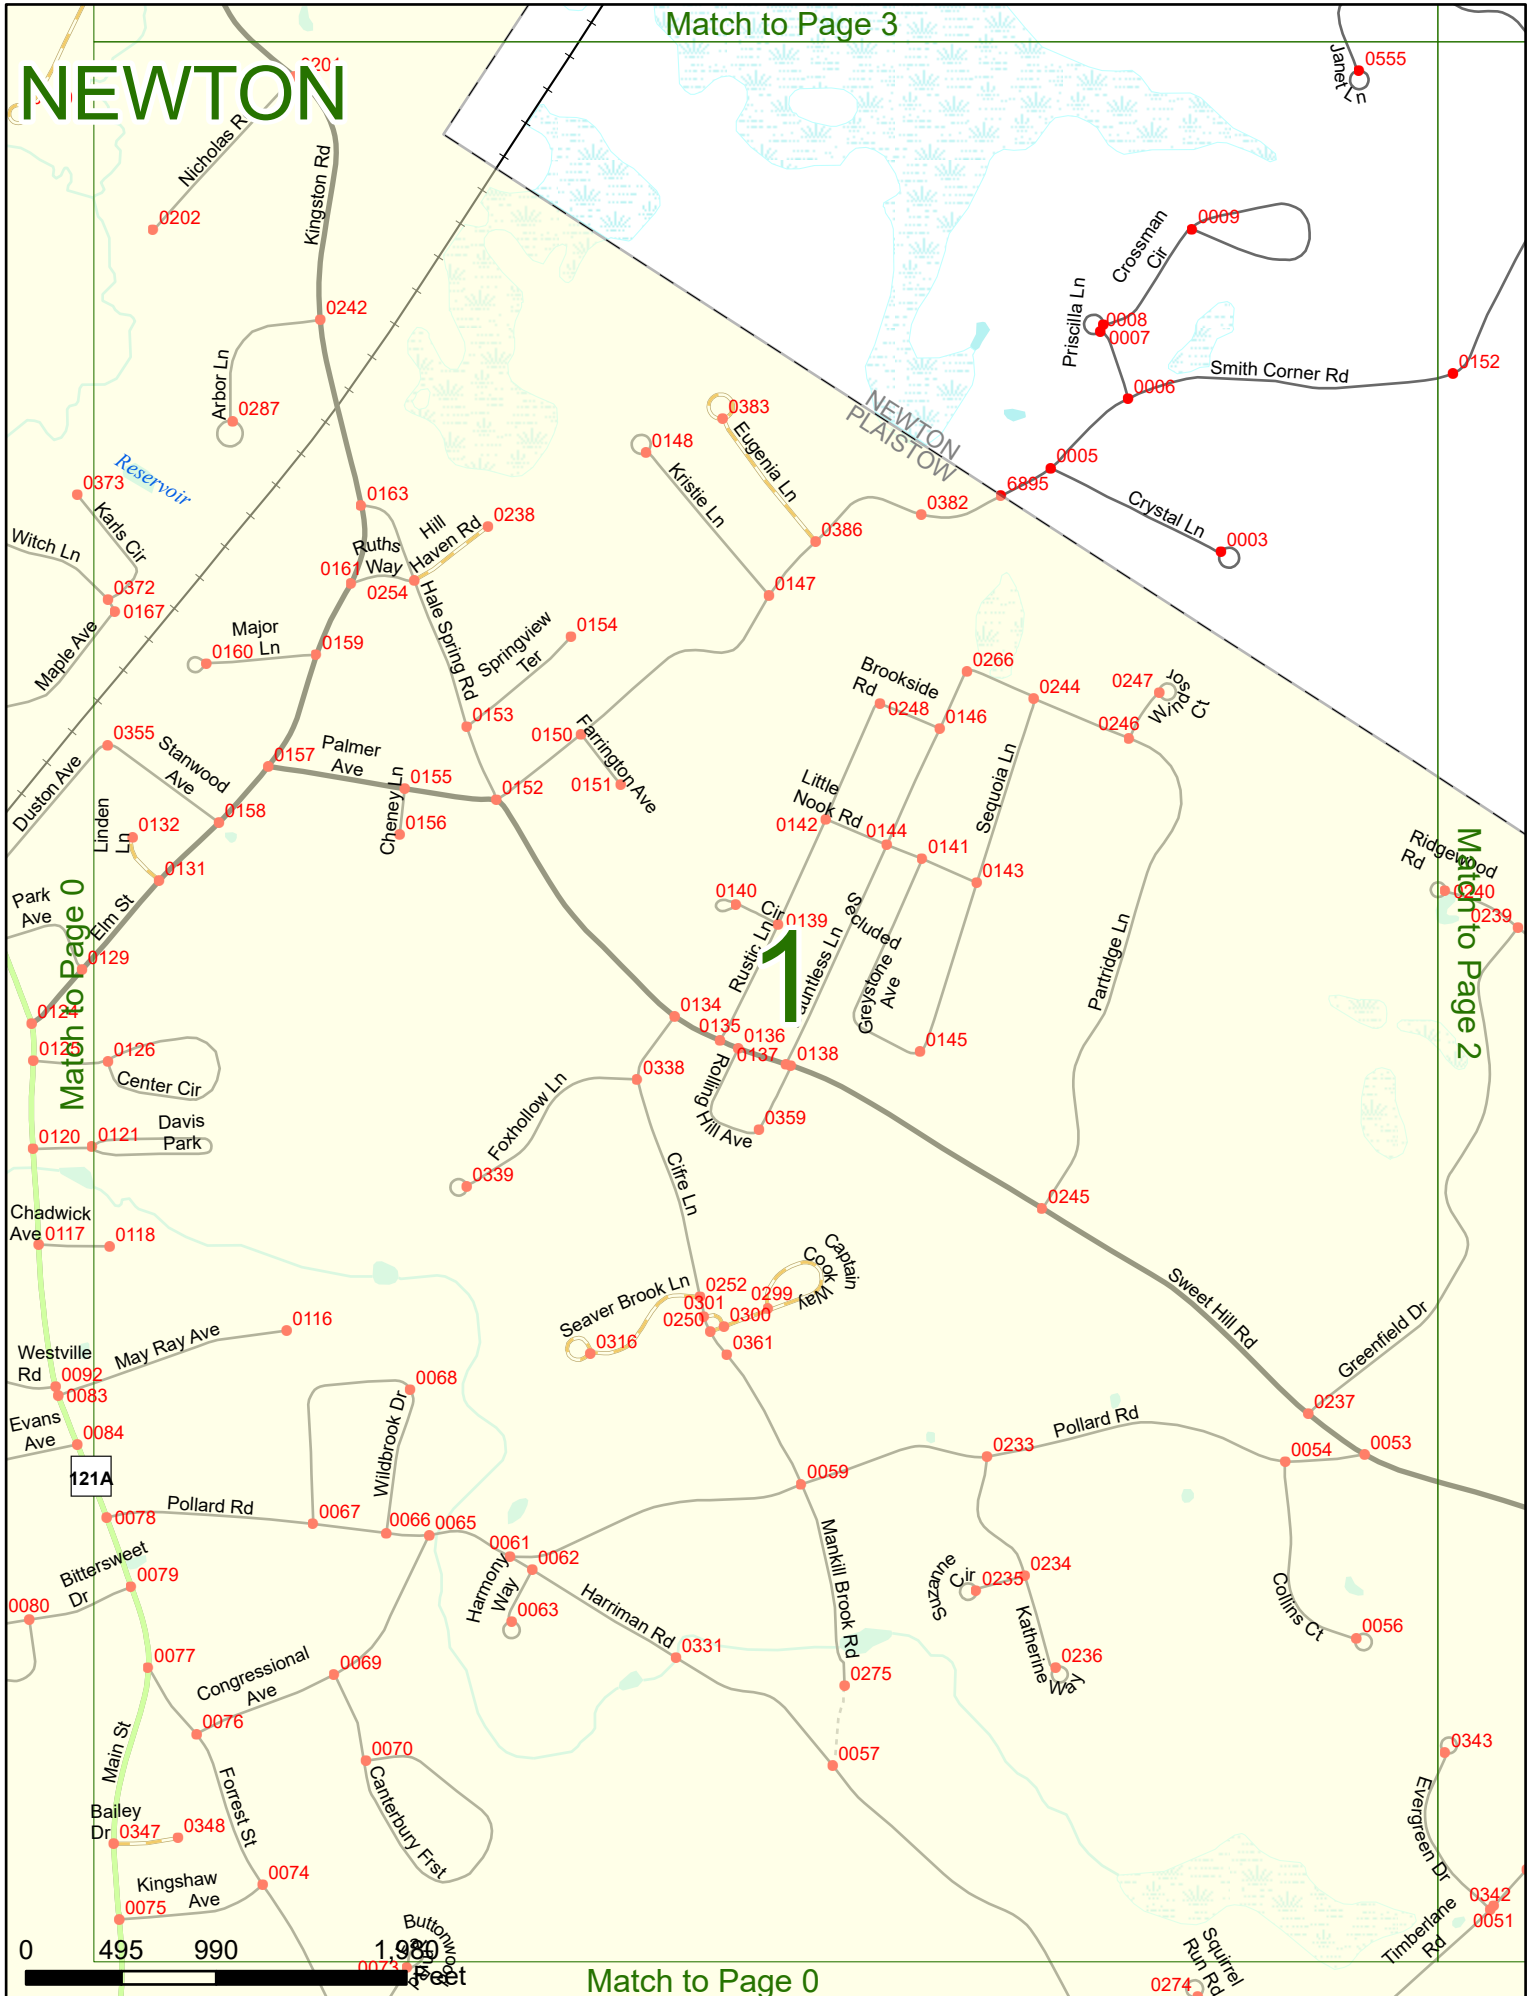 Match to Page 3
NEWTON
0201
0555
Janet Ln
Nicholas R
0202
Kingston Rd
0009
Crossman
Cir
Priscilla Ln
0008
0007
0242
Smith Corner Rd
0152
0006
Arbor Ln
0287
0383
Eugenia Ln
NEWTON
PLAISTOW
0148
Kristie Ln
0005
6895
Crystal Ln
0003
Reservoir
0373
Karls Cir
0163
Hill
Haven Rd
0238
0382
0386
Witch Ln
Ruths
Way
0161
0254
0147
0372
0167
Maple Ave
Major
Ln
0160
0159
Hale Spring Rd
Springview
Ter
0154
0266
Brookside
Rd
0248
0146
0244
0247
Windsor
Ct
0246
0153
0150
Farrington Ave
0151
0355
Stanwood
Ave
Duston Ave
0157
Palmer
Ave
0155
Cheney Ln
0156
0152
0158
Linden
Ln
0132
0131
Little
Nook Rd
0142
0144
0141
0143
Sequoia Ln
Ridgewood
Rd
0240
0239
Match to Page 2
Park
Ave
Elm St
0129
Match to Page 0
0140
Cir
0139
Rustic Ln
1
Secluded
Greystone
Ave
Partridge Ln
0124
0125
0126
Center Cir
0134
0135
0136
0137
0138
0145
Rolling
Hill Ave
0359
0338
Foxhollow Ln
0339
0120
0121
Davis
Park
Cifre Ln
0245
Chadwick
Ave
0117
0118
Captain
Cook
Way
Seaver Brook Ln
0252
0299
0301
0300
0250
0316
0361
Sweet Hill Rd
Greenfield Dr
0116
May Ray Ave
Westville
Rd
0092
0083
Evans
Ave
0084
0068
Wildbrook Dr
0237
Pollard Rd
0233
0054
0053
121A
0059
0078
Pollard Rd
0067
0066
0065
0061
0062
Harmony
Way
0063
Harriman Rd
0331
Mankill Brook Rd
0275
Suzanne
Cir
0235
0234
Katherine
Way
0236
Collins Ct
0056
Bittersweet
Dr
0079
0080
0077
Congressional
Ave
0069
0076
Main St
0070
Canterbury Frst
0057
0343
Evergreen Dr
Forrest St
Bailey
Dr
0347
0348
Kingshaw
Ave
0074
0075
0342
0051
Timberlane
Rd
Squirrel
Run Rd
0274
0073
0
495
990
1,980
Feet
Match to Page 0